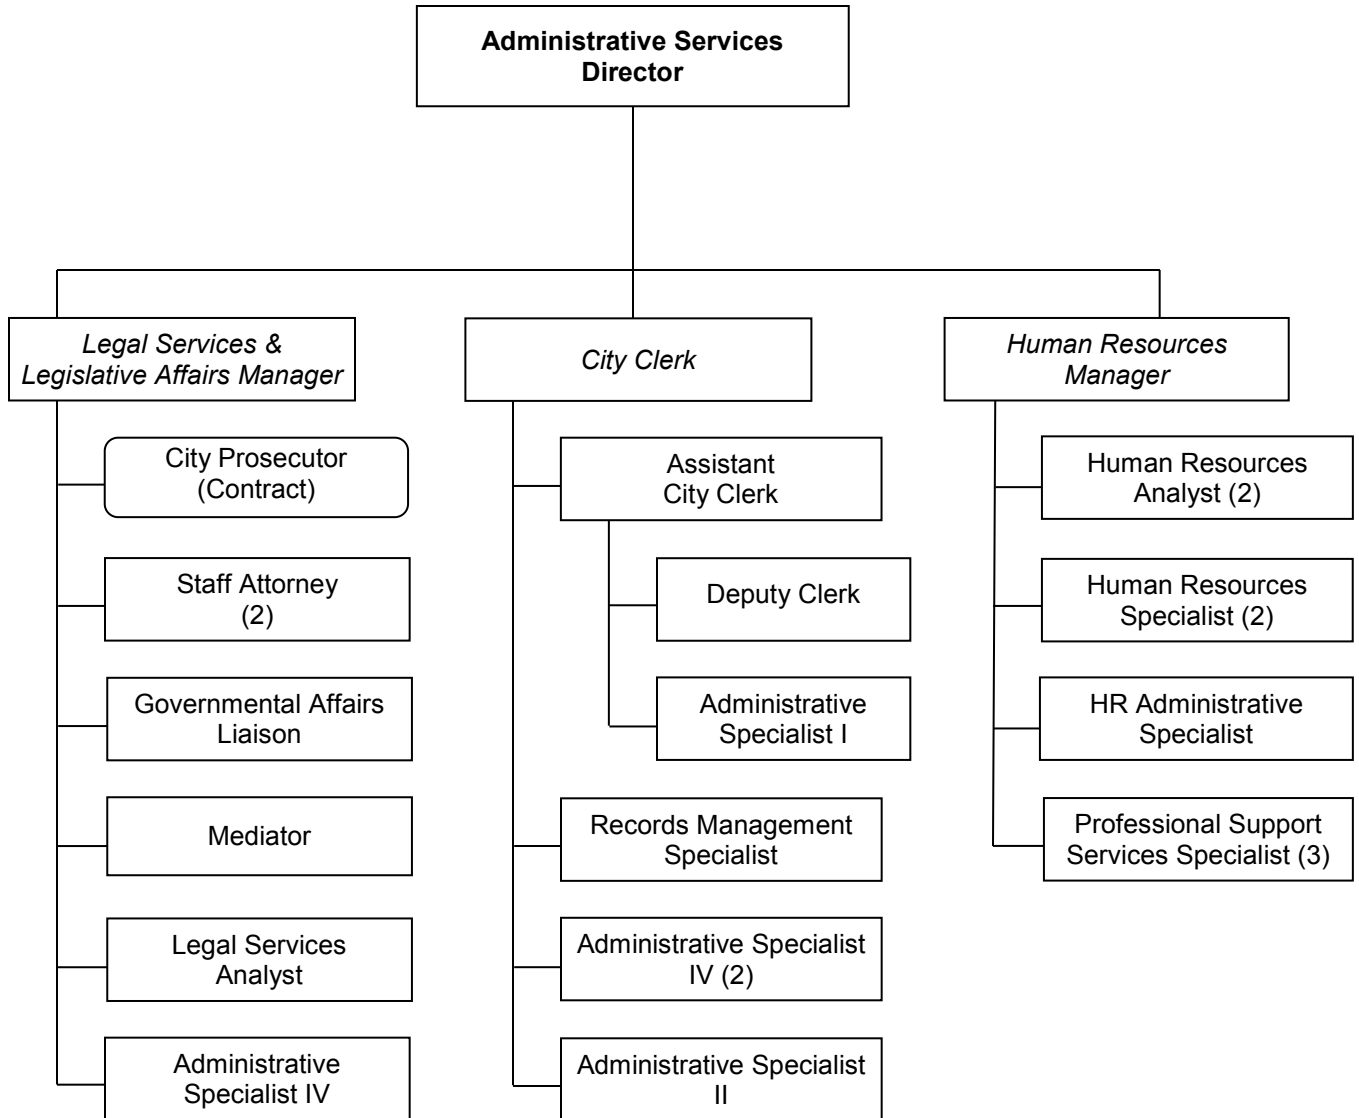 Administrative Services
Director
Legal Services &
Legislative Affairs Manager
City Prosecutor
(Contract)
Staff Attorney
(2)
Governmental Affairs
Liaison
Mediator
Legal Services
Analyst
Administrative
Specialist IV
City Clerk
Assistant
City Clerk
Deputy Clerk
Administrative
Specialist I
Records Management
Specialist
Administrative Specialist
IV (2)
Administrative Specialist
II
Human Resources
Manager
Human Resources
Analyst (2)
Human Resources
Specialist (2)
HR Administrative
Specialist
Professional Support
Services Specialist (3)